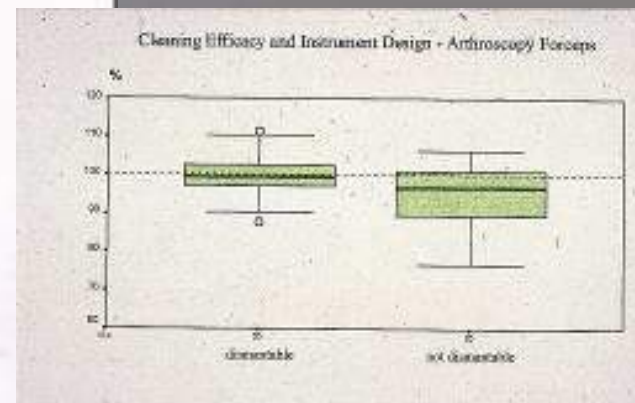 Cleaning Efficacy and Instrument Design - Arthroscopy Forceps
%
120
110
100
90
80
70
60
dismantable
not dismantable